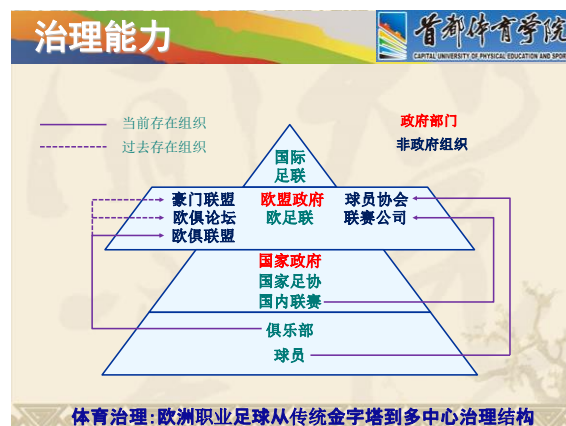 治理能力
首都体育学院
CAPITAL UNIVERSITY OF PHYSICAL EDUCATION AND SPOR
当前存在组织
过去存在组织
政府部门
非政府组织
国际
足联
豪门联盟 欧盟政府 球员协会
欧俱论坛 欧足联 联赛公司
欧俱联盟
国家政府
国家足协
国内联赛
俱乐部
球员
体育治理:欧洲职业足球从传统金字塔到多中心治理结构